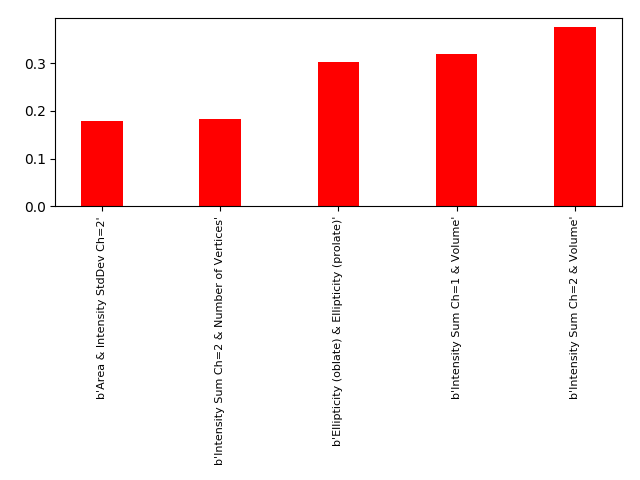 0.3
0.2
0.1
0.0
b'Area & Intensity StdDev Ch=2'
b'Intensity Sum Ch=2 & Number of Vertices'
b'Ellipticity (oblate) & Ellipticity (prolate)'
b'Intensity Sum Ch=1 & Volume'
b'Intensity Sum Ch=2 & Volume'